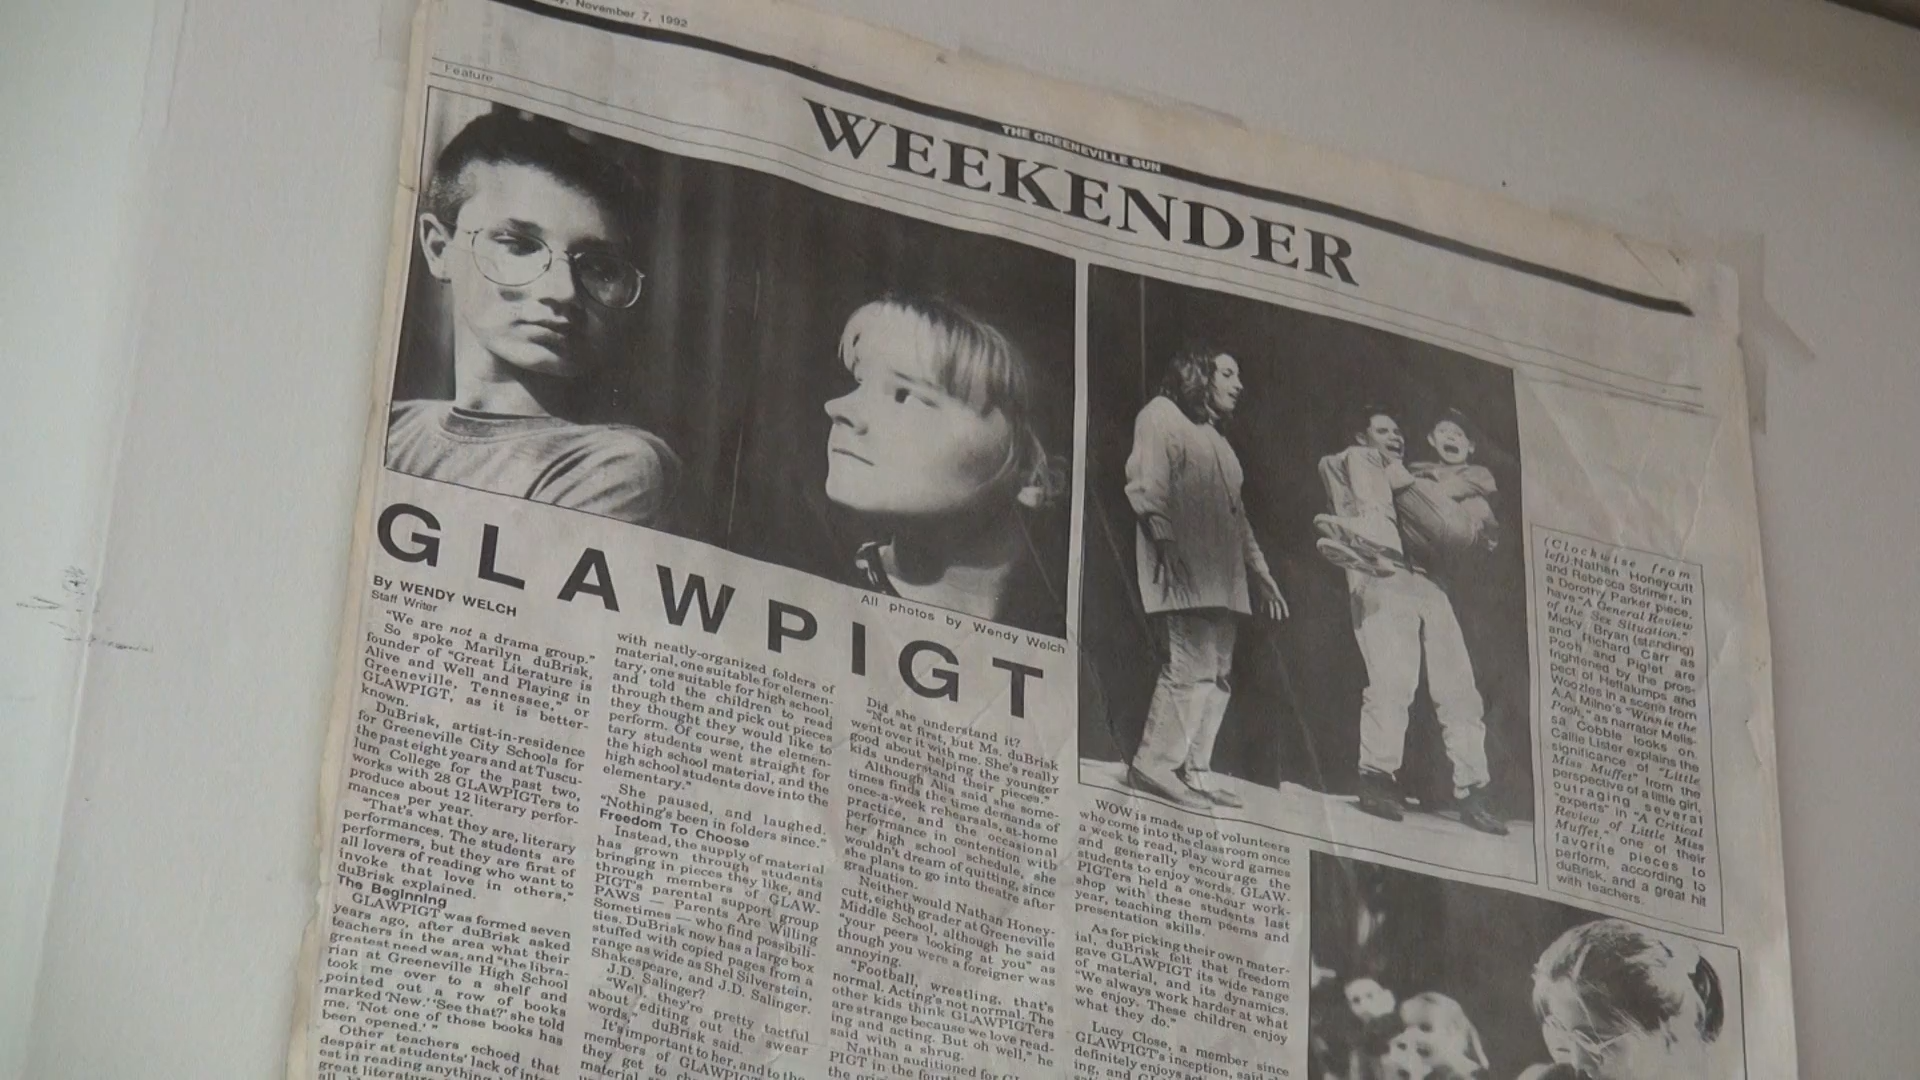 November 7, 1992
Feature
THE GREENEVILLE SUN
WEEKENDER
GLAWPIGT
All photos by Wendy Welch
By WENDY WELCH
Staff Writer
"We are not a drama group."
So spoke Marilyn duBrisk,
founder of "Great Literature is
Alive and Well and Playing in
Greeneville, Tennessee," or
GLAWPIGT, as it is better-
known.
DuBrisk, artist-in-residence
for Greeneville City Schools for
the past eight years and at Tuscu-
lum College for the past two,
works with 28 GLAWPIGTers to
produce about 12 literary perfor-
mances per year.
"That's what they are, literary
performances. The students are
performers, but they are first of
all lovers of reading who want to
invoke that love in others,"
duBrisk explained.
The Beginning
GLAWPIGT was formed seven
years ago, after duBrisk asked
teachers in the area what their
greatest need was, and "the libra-
rian at Greeneville High School
took me over to a shelf and
pointed out a row of books
marked 'New.' 'See that?' she told
me, 'Not one of those books has
been opened.' "
Other teachers echoed that
despair at students' lack of inter-
est in reading anything
great literature
with neatly-organized folders of
material, one suitable for elemen-
tary, one suitable for high school,
and told the children to read
through them and pick out pieces
they thought they would like to
perform. Of course, the elemen-
tary students went straight for
the high school material, and the
high school students dove into the
elementary."
She paused, and laughed.
"Nothing's been in folders since."
Freedom To Choose
Instead, the supply of material
has grown through students
bringing in pieces they like, and
through members of GLAW-
PIGT's parental support group
PAWS — Parents Are Willing
Sometimes — who find possibili-
ties. DuBrisk now has a large box
stuffed with copied pages from a
range as wide as Shel Silverstein,
Shakespeare, and J.D. Salinger.
J.D. Salinger?
"Well, they're pretty tactful
about editing out the swear
words," duBrisk said.
It's important to her, and to the
members of GLAWPIGT
they get to
material
Did she understand it?
"Not at first, but Ms. duBrisk
went over it with me. She's really
good about helping the younger
kids understand their pieces."
Although Alia said she some-
times finds the time demands of
once-a-week rehearsals, at-home
practice, and the occasional
performance in contention with
her high school schedule, she
wouldn't dream of quitting, since
she plans to go into theatre after
graduation.
Neither would Nathan Honey-
cutt, eighth grader at Greeneville
Middle School, although he said
"your peers looking at you" as
though you were a foreigner was
annoying.
"Football, wrestling, that's
normal. Acting's not normal. The
other kids think GLAWPIGTers
are strange because we love read-
ing and acting. But oh well," he
said with a shrug.
Nathan auditioned for
PIGT in the
WOW is made up of volunteers
who come into the classroom once
a week to read, play word games
and generally encourage the
students to enjoy words. GLAW-
PIGTers held a one-hour work-
shop with these students last
year, teaching them poems and
presentation skills.
As for picking their own mater-
ial, duBrisk felt that freedom
gave GLAWPIGT its wide range
of material, and its dynamics.
"We always work harder at what
we enjoy. These children enjoy
what they do."
Lucy Close, a member since
GLAWPIGT's inception, said
definitely enjoys
ing, and
(Clockwise from
left) Nathan Honeycutt
and Rebecca Strimer, in
a Dorothy Parker piece,
have "A General Review
of the Sex Situation."
Micky Bryan (standing)
and Richard Carr as
Pooh and Piglet are
frightened by the pros-
pect of Heffalumps and
Woozles in a scene from
A.A. Milne's "Winnie the
Pooh," as narrator Melis-
sa Cobble looks on.
Callie Lister explains the
significance of "Little
Miss Muffet" from the
perspective of a little girl,
outraging several
"experts" in "A Critical
Review of Little Miss
Muffet," one of their
favorite pieces to
perform, according to
duBrisk, and a great hit
with teachers.